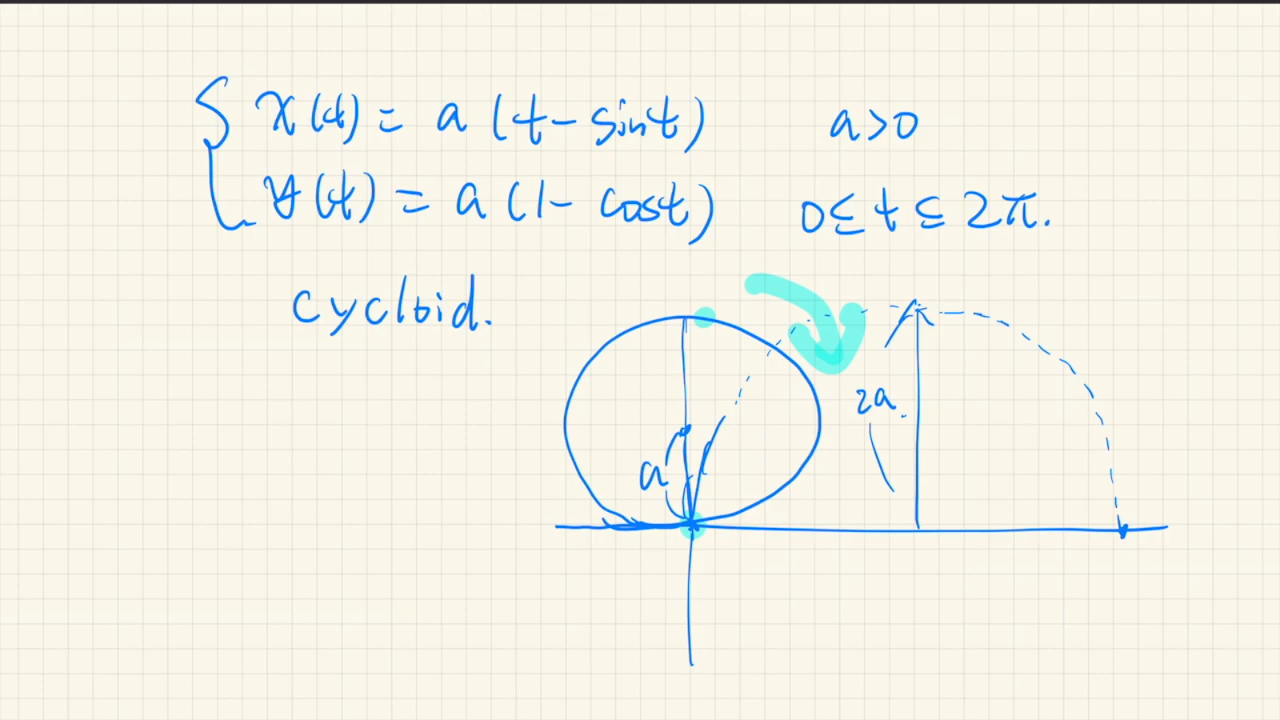 x(t) = a (t - sint) a>0
y(t) = a (1 - cost) 0 ≤ t ≤ 2π.
cycloid.
2a
a